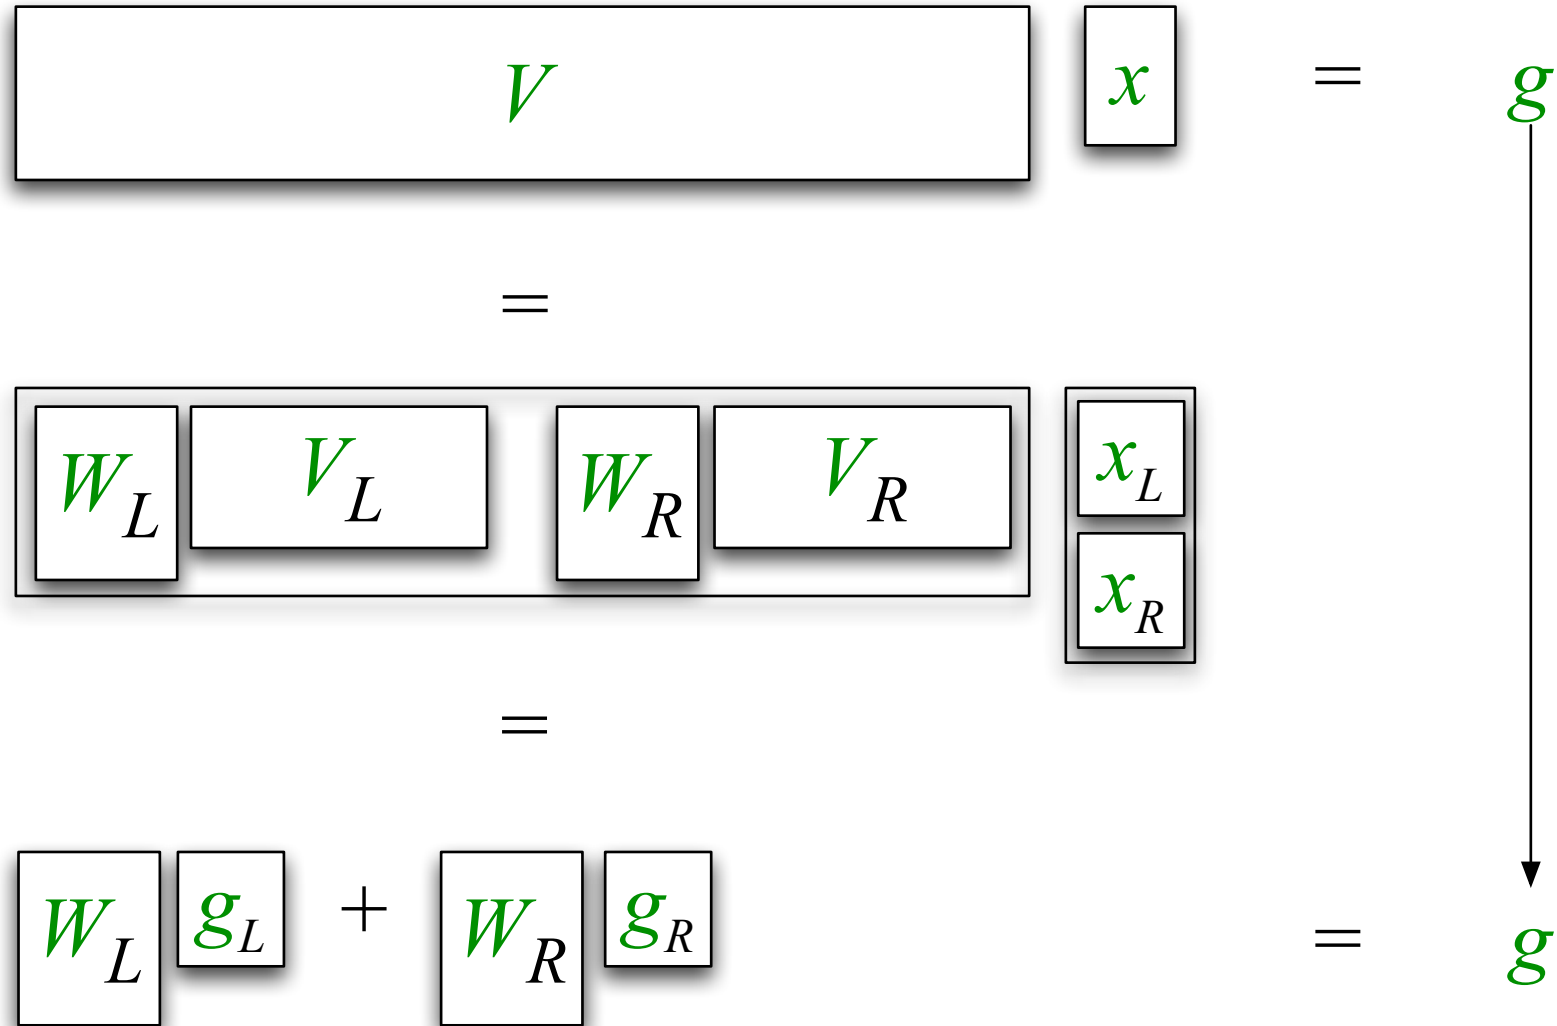 V x = g
=
W_L V_L W_R V_R x_L
x_R
=
W_L g_L + W_R g_R = g